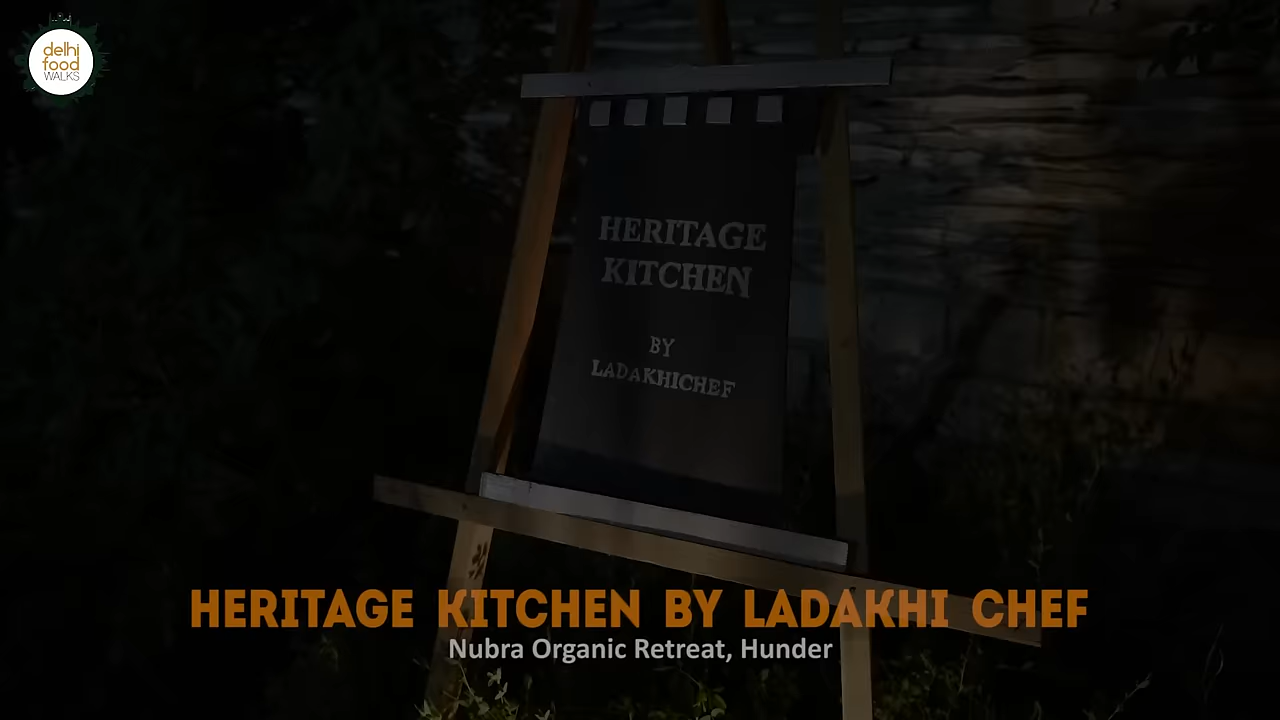 delhi
food
WALKS
HERITAGE
KITCHEN
BY
LADAKHICHEF
HERITAGE KITCHEN BY LADAKHI CHEF
Nubra Organic Retreat, Hunder